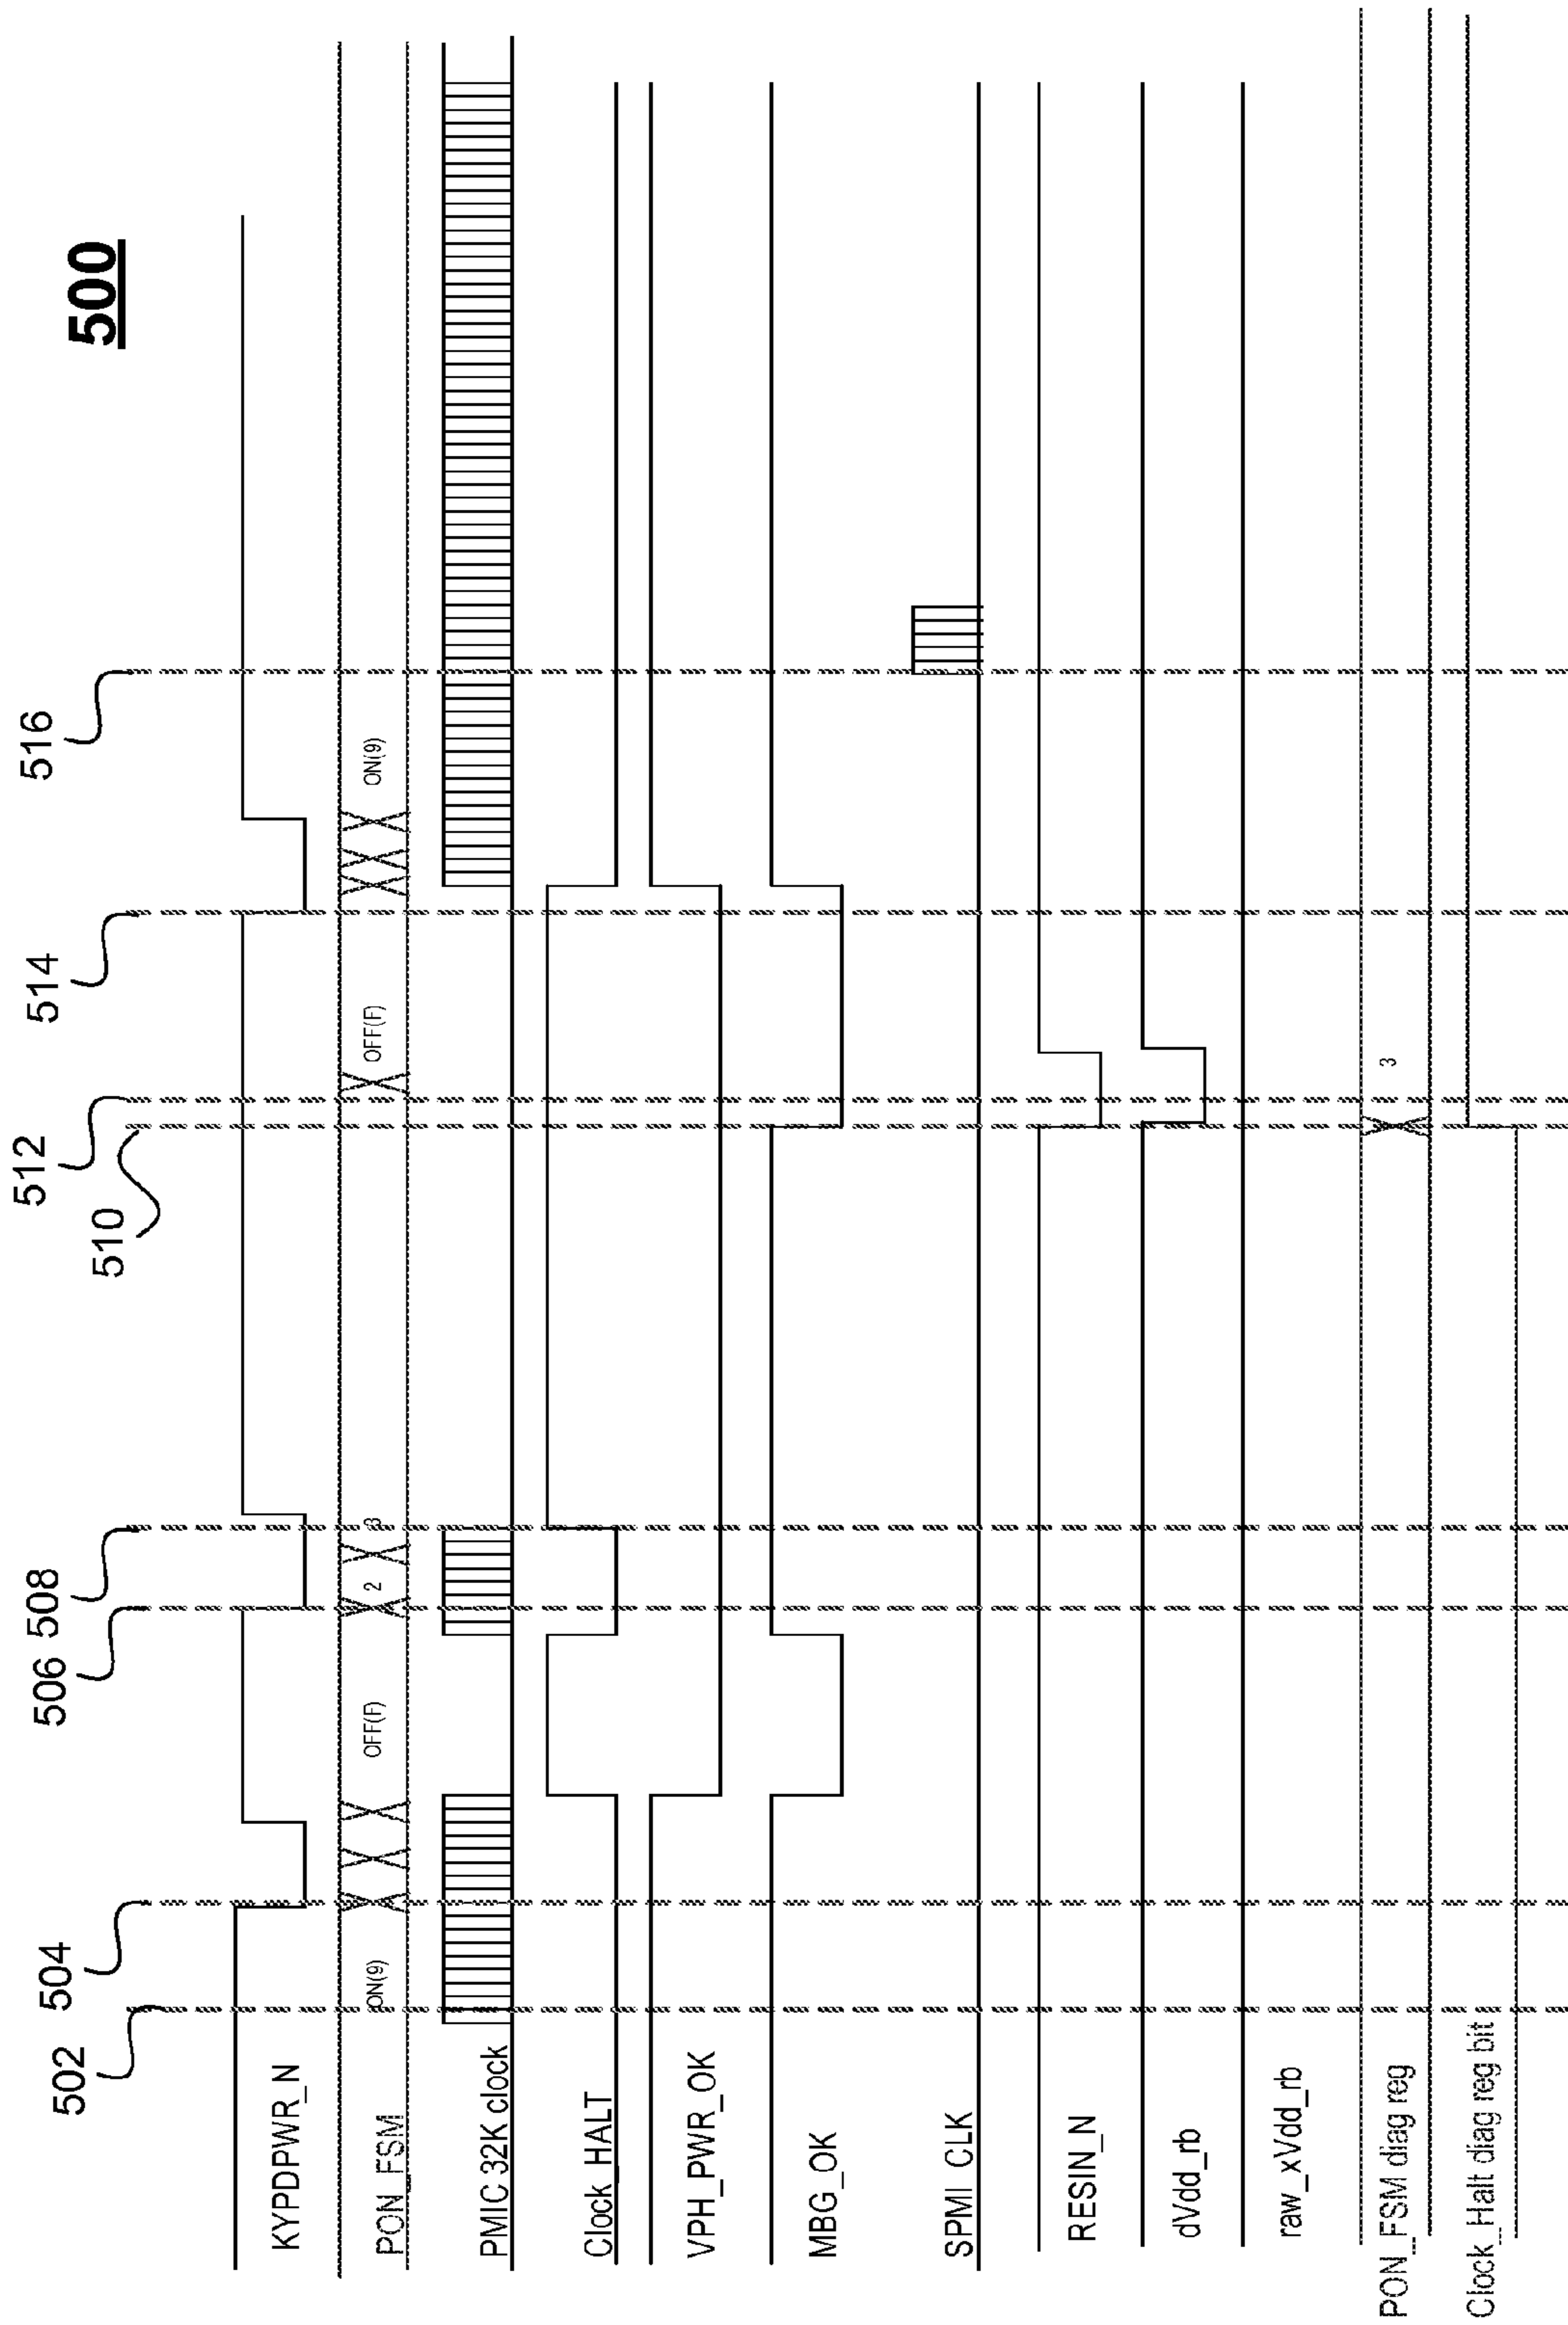 500
502
504
506
508
510
512
514
516
KYPDPWR_N
PON_FSM
ON(9)
OFF(F)
2
3
OFF(F)
ON(9)
PMIC 32K clock
Clock_HALT
VPH_PWR_OK
MBG_OK
SPMI_CLK
RESIN_N
dVdd_rb
raw_xVdd_rb
PON_FSM diag reg
3
Clock_Halt diag reg bit